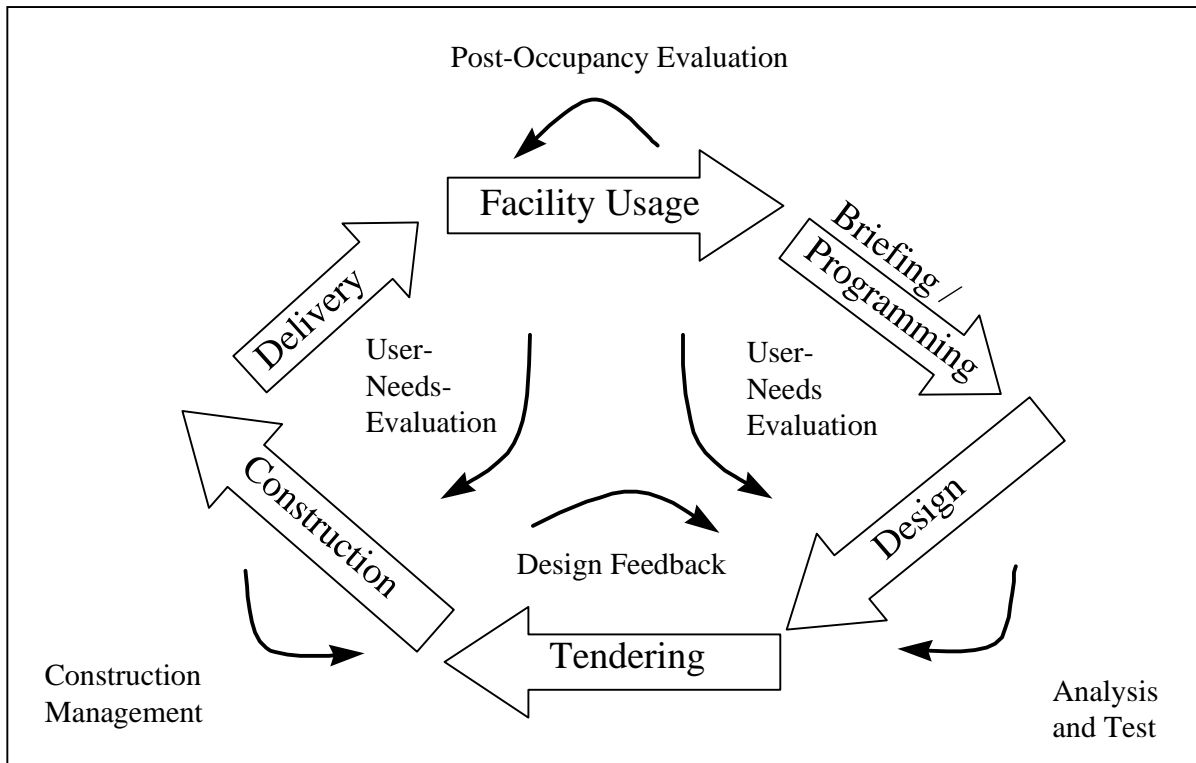 Post-Occupancy Evaluation
Facility Usage
Briefing /
Programming
Delivery
User-
Needs-
Evaluation
User-
Needs
Evaluation
Construction
Design
Design Feedback
Tendering
Construction
Management
Analysis
and Test